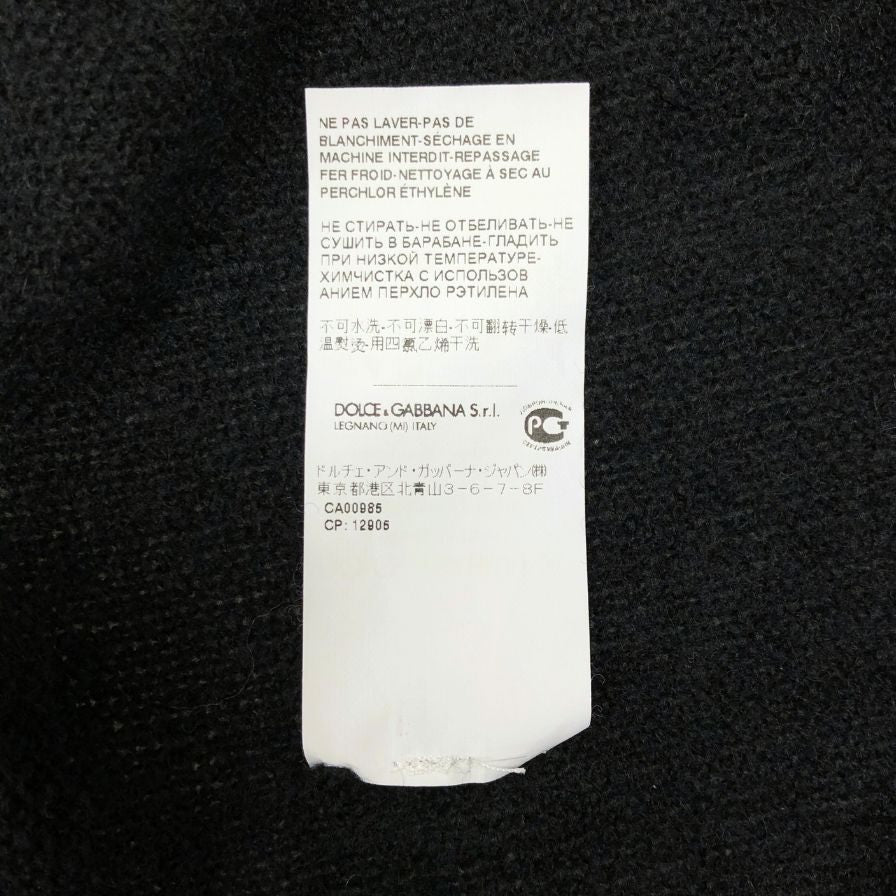 NE PAS LAVER-PAS DE
BLANCHIMENT-SÉCHAGE EN
MACHINE INTERDIT-REPASSAGE
FER FROID-NETTOYAGE À SEC AU
PERCHLOR ÉTHYLÈNE
НЕ СТИРАТЬ-НЕ ОТБЕЛИВАТЬ-НЕ
СУШИТЬ В БАРАБАНЕ-ГЛАДИТЬ
ПРИ НИЗКОЙ ТЕМПЕРАТУРЕ-
ХИМЧИСТКА С ИСПОЛЬЗОВ
АНИЕМ ПЕРХЛО РЭТИЛЕНА
不可水洗-不可漂白-不可翻转干燥-低
温熨烫-用四氯乙烯干洗
DOLCE & GABBANA S.r.l.
LEGNANO (MI) ITALY
PCT
ドルチェ・アンド・ガッバーナ・ジャパン㈱
東京都港区北青山3-6-7-8F
CA00985
CP: 12905